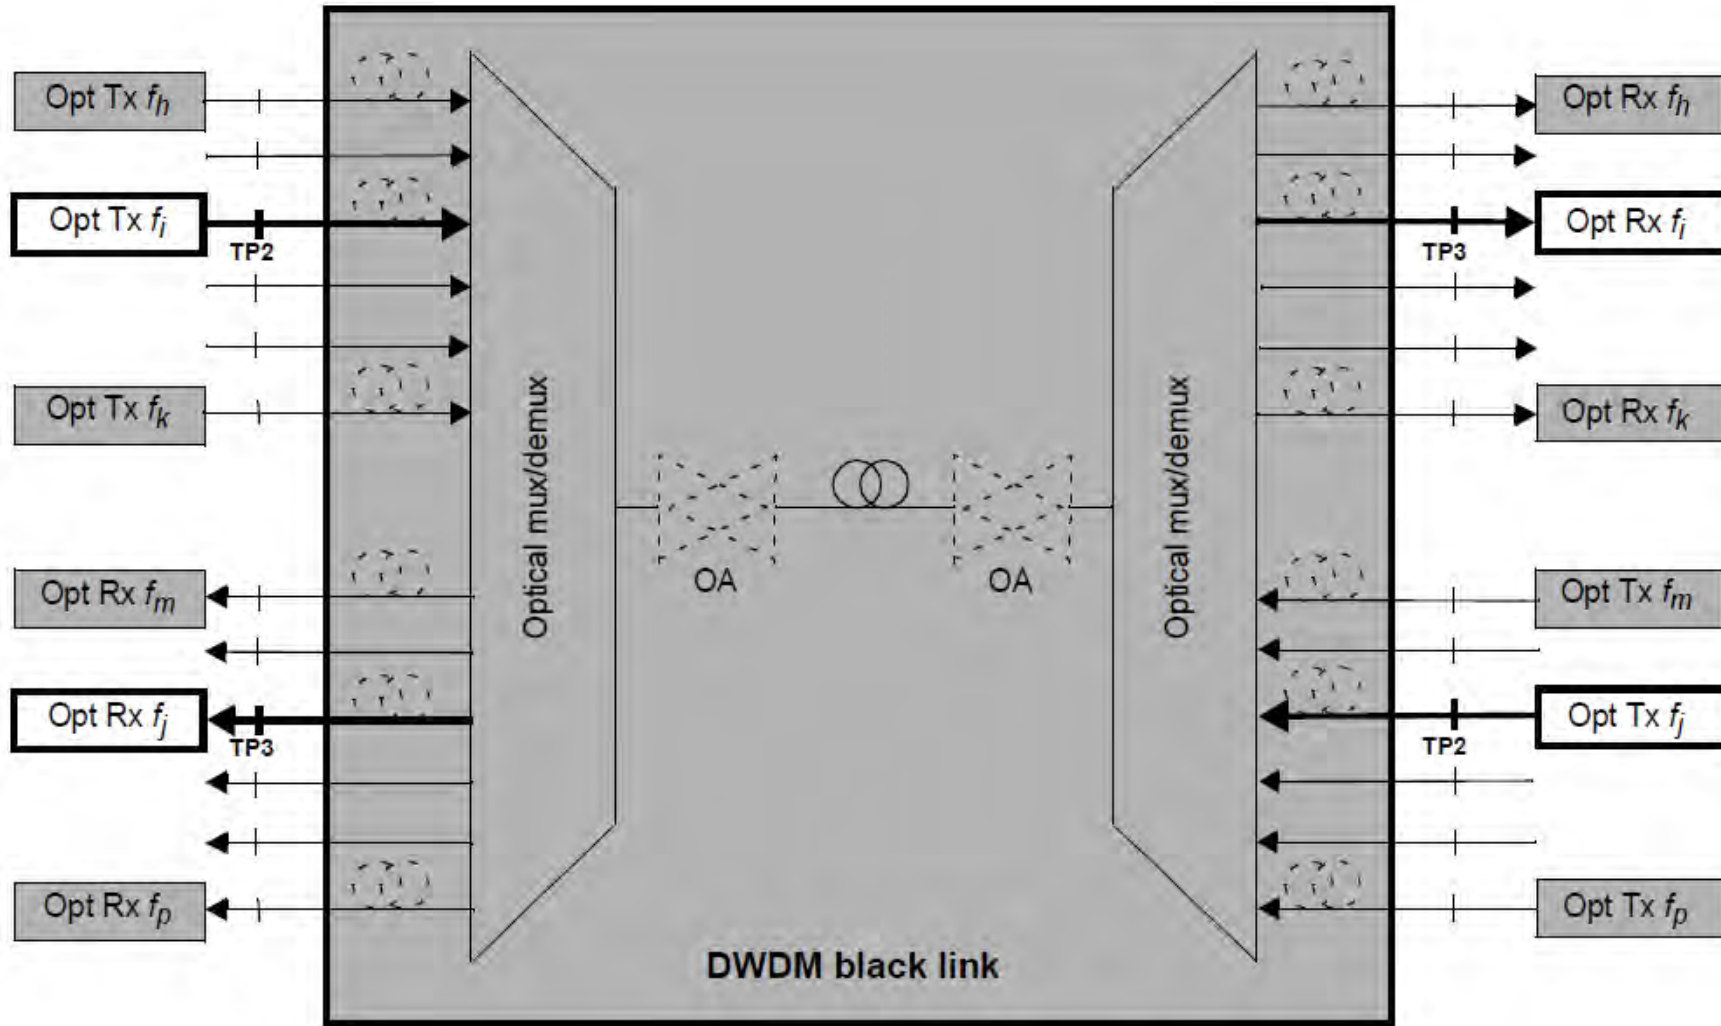 Opt Tx fh
Opt Rx fh
Opt Tx fi
TP2
Opt Rx fi
TP3
Opt Tx fk
Opt Rx fk
Optical mux/demux
Optical mux/demux
OA
OA
Opt Rx fm
Opt Tx fm
Opt Rx fj
TP3
Opt Tx fj
TP2
Opt Rx fp
Opt Tx fp
DWDM black link